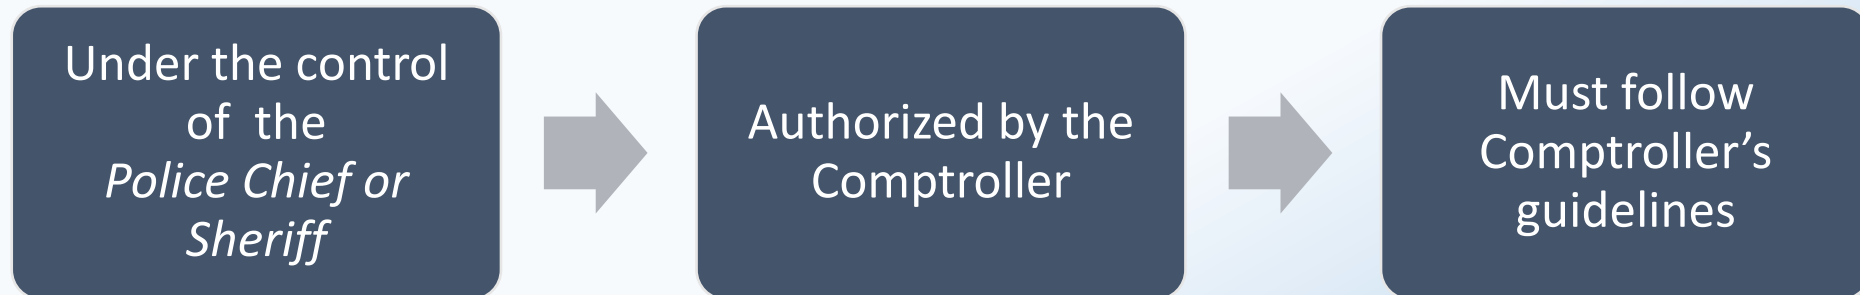 Under the control
of the
Police Chief or
Sheriff
Authorized by the
Comptroller
Must follow
Comptroller’s
guidelines